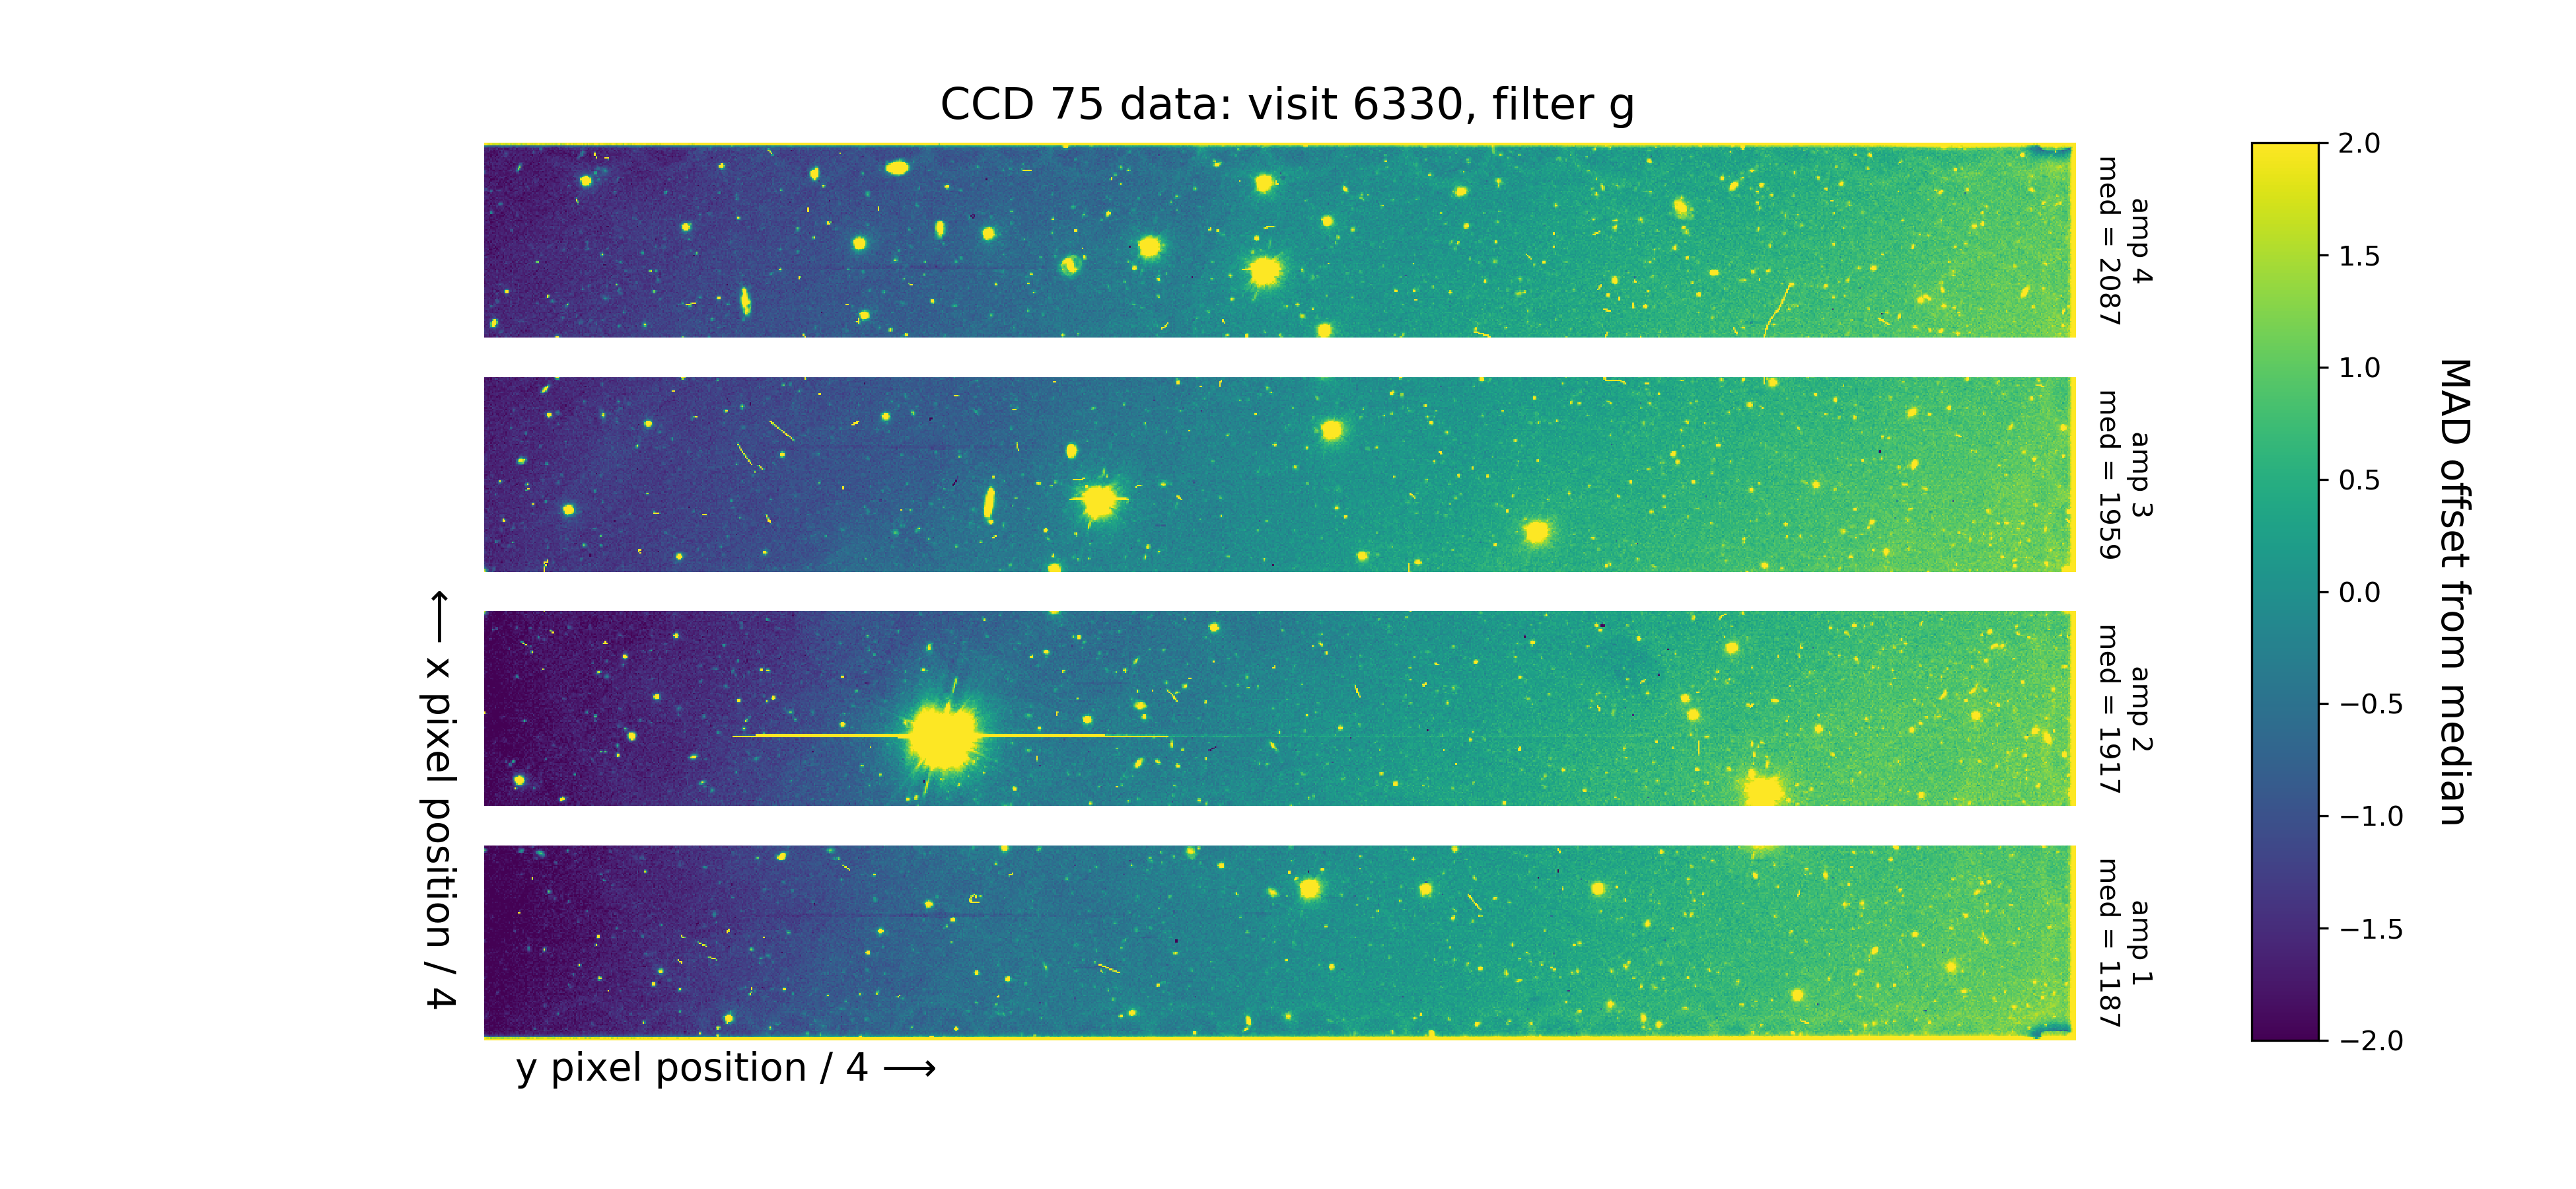 CCD 75 data: visit 6330, filter g
amp 4
med = 2087
amp 3
med = 1959
amp 2
med = 1917
amp 1
med = 1187
⟵ x pixel position / 4
y pixel position / 4 ⟶
2.0
1.5
1.0
0.5
0.0
−0.5
−1.0
−1.5
−2.0
MAD offset from median